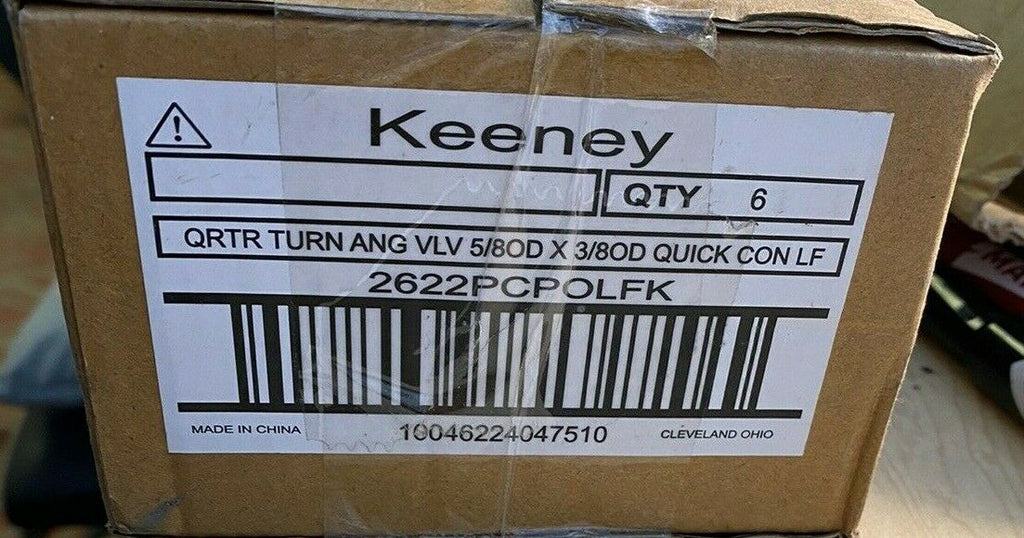 Keeney
QTY 6
QRTR TURN ANG VLV 5/8OD X 3/8OD QUICK CON LF
2622PCPOLFK
MADE IN CHINA 10046224047510 CLEVELAND OHIO
MA